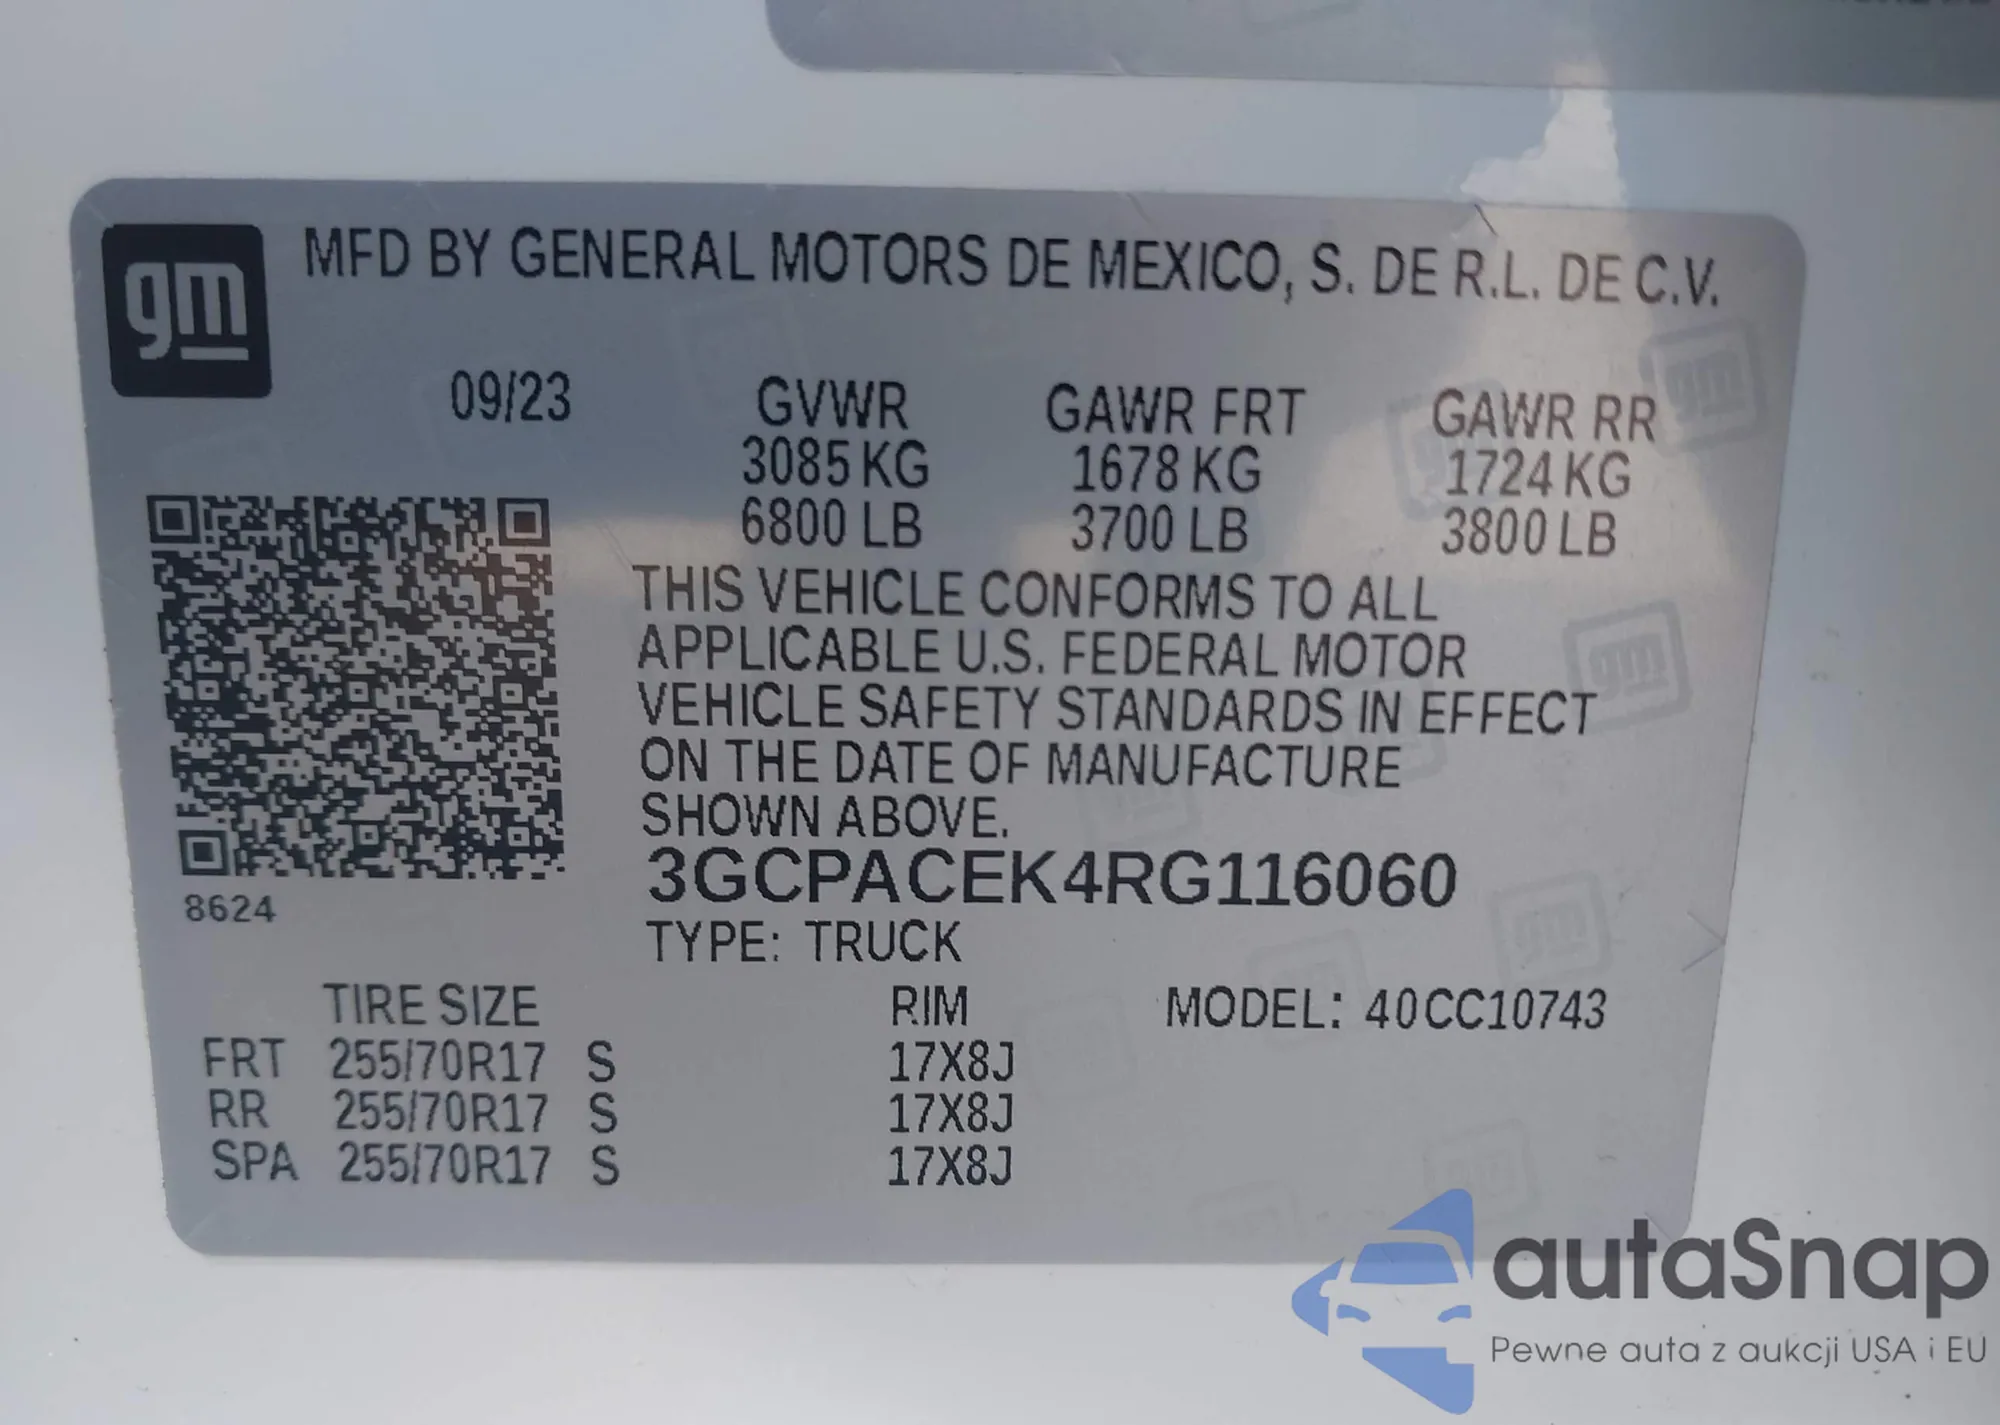 gm
MFD BY GENERAL MOTORS DE MEXICO, S. DE R.L. DE C.V.
09/23 GVWR GAWR FRT GAWR RR
3085 KG 1678 KG 1724 KG
6800 LB 3700 LB 3800 LB
THIS VEHICLE CONFORMS TO ALL
APPLICABLE U.S. FEDERAL MOTOR
VEHICLE SAFETY STANDARDS IN EFFECT
ON THE DATE OF MANUFACTURE
SHOWN ABOVE.
3GCPACEK4RG116060
8624
TYPE: TRUCK
TIRE SIZE RIM MODEL: 40CC10743
FRT 255/70R17 S 17X8J
RR 255/70R17 S 17X8J
SPA 255/70R17 S 17X8J
autaSnap
Pewne auta z aukcji USA i EU